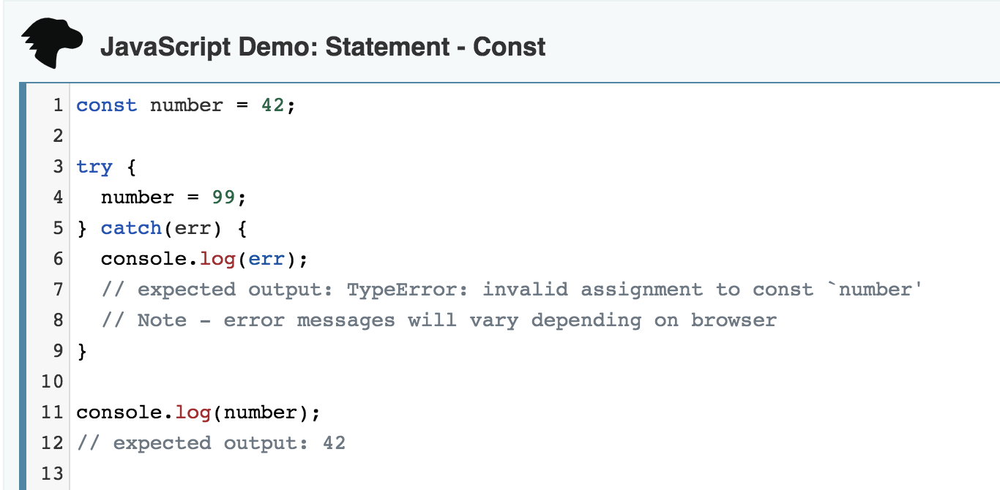 JavaScript Demo: Statement - Const
1 const number = 42;
2
3 try {
4   number = 99;
5 } catch(err) {
6   console.log(err);
7   // expected output: TypeError: invalid assignment to const `number'
8   // Note - error messages will vary depending on browser
9 }
10
11 console.log(number);
12 // expected output: 42
13